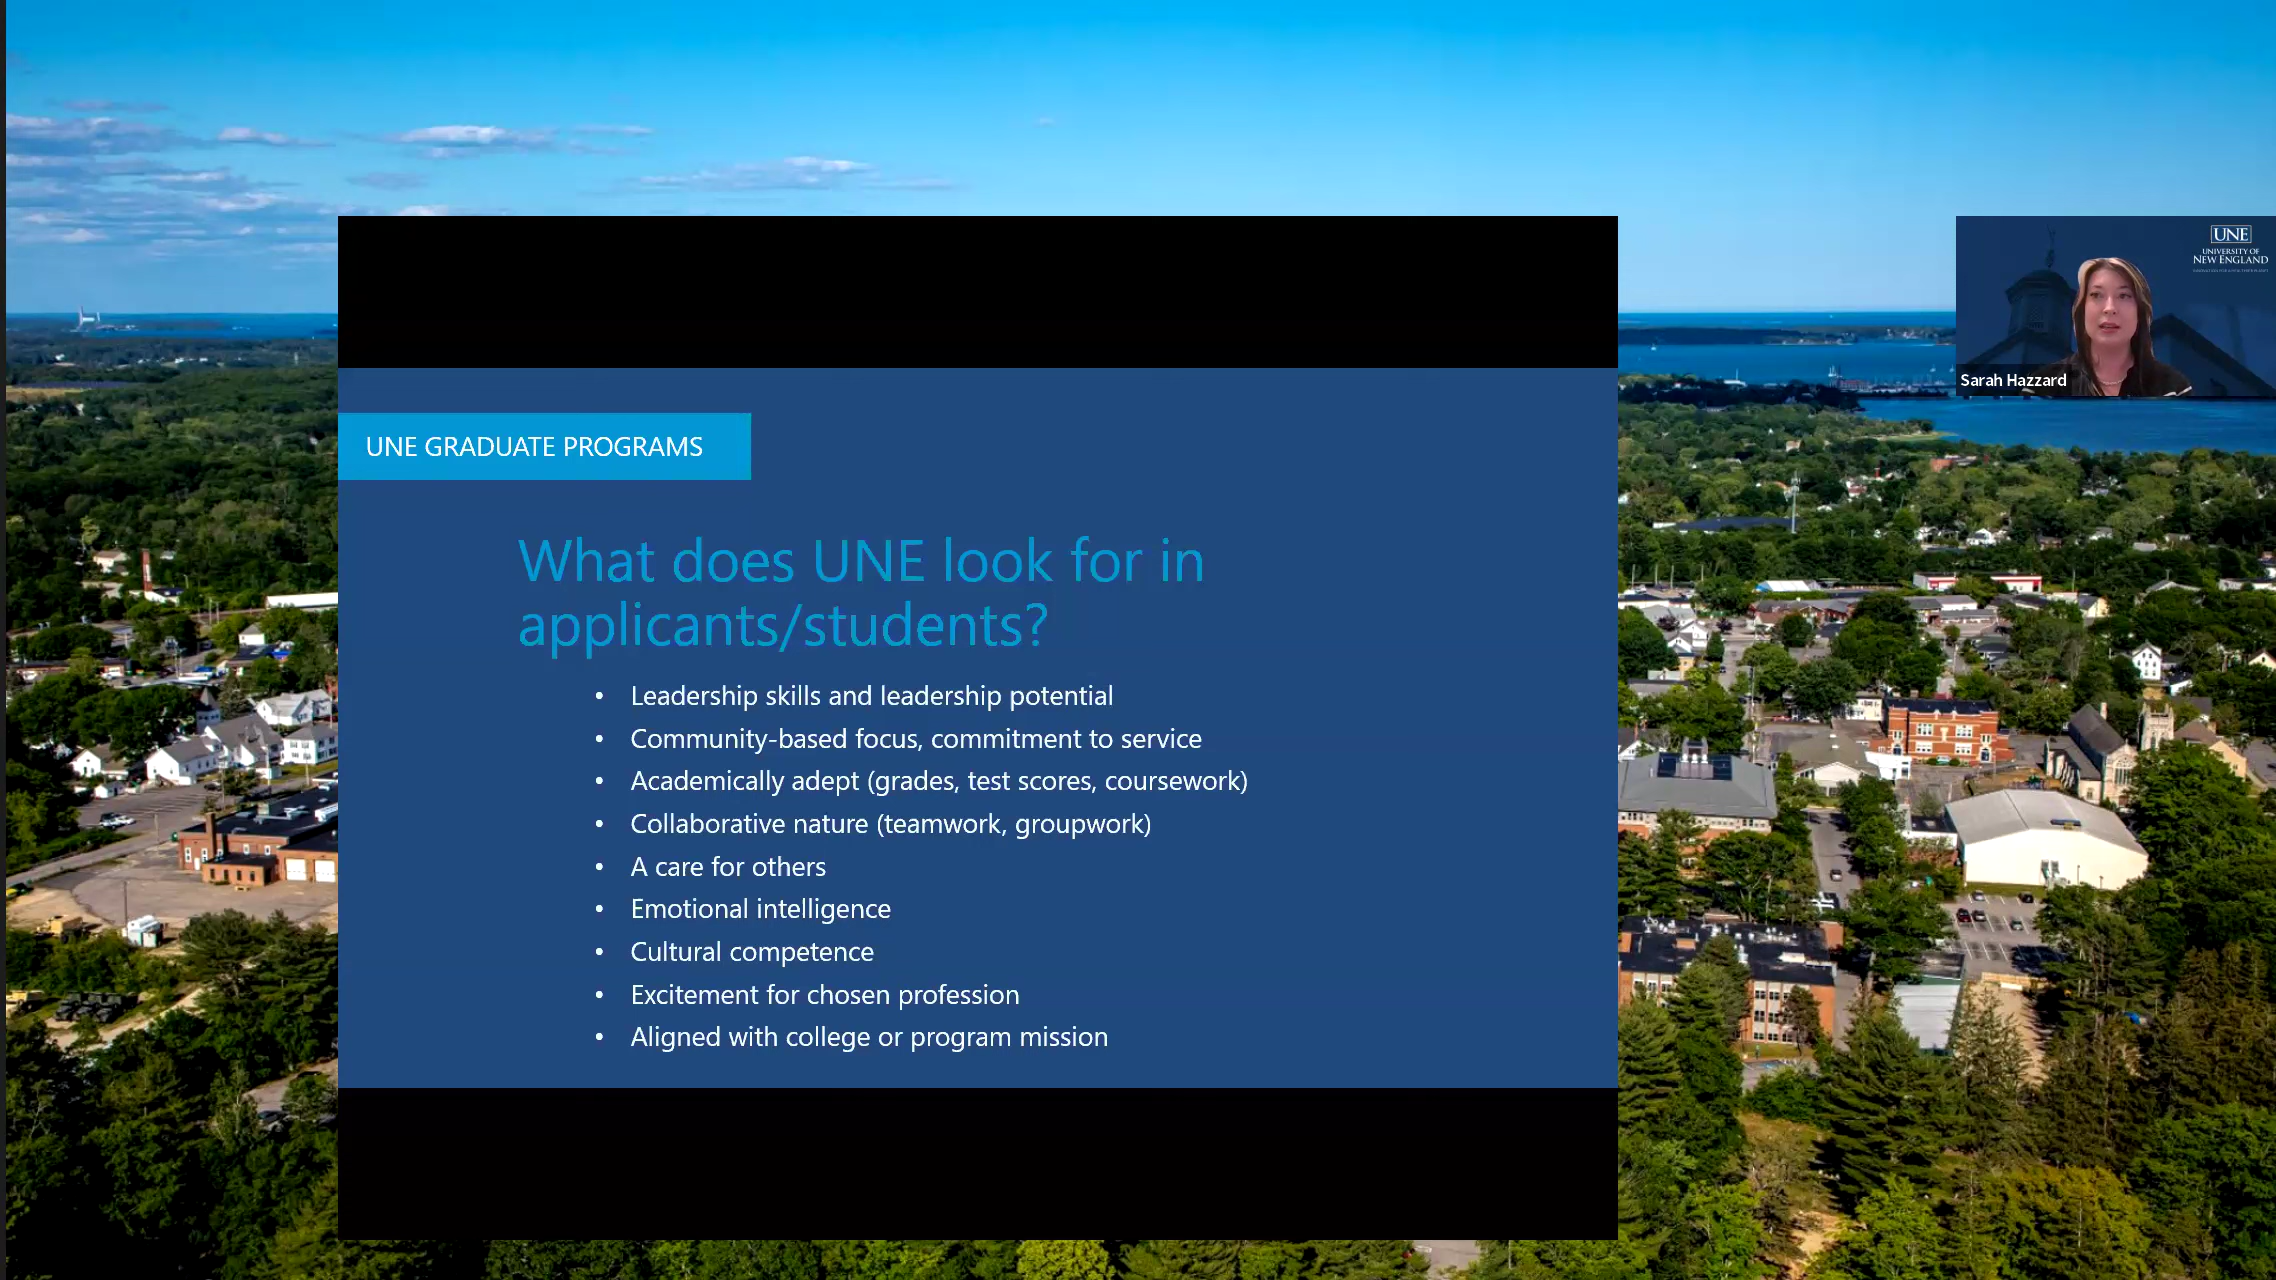 UNE
UNIVERSITY OF
NEW ENGLAND
Sarah Hazzard
UNE GRADUATE PROGRAMS
What does UNE look for in
applicants/students?
• Leadership skills and leadership potential
• Community-based focus, commitment to service
• Academically adept (grades, test scores, coursework)
• Collaborative nature (teamwork, groupwork)
• A care for others
• Emotional intelligence
• Cultural competence
• Excitement for chosen profession
• Aligned with college or program mission